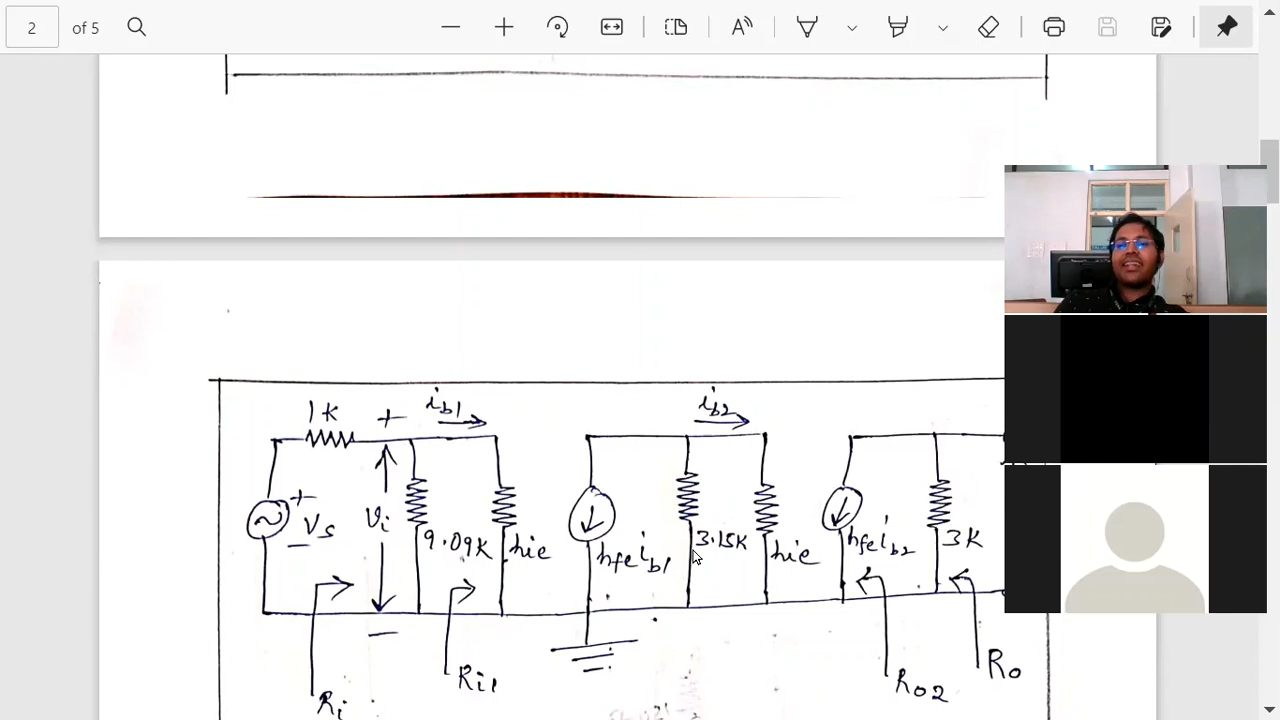 2 of 5
1K + ib1 ib2
+ Vs - vi 9.09K hie hfeib1 3.15K hie hfeib2 3K
-
Ri Ri1 Ro2 Ro